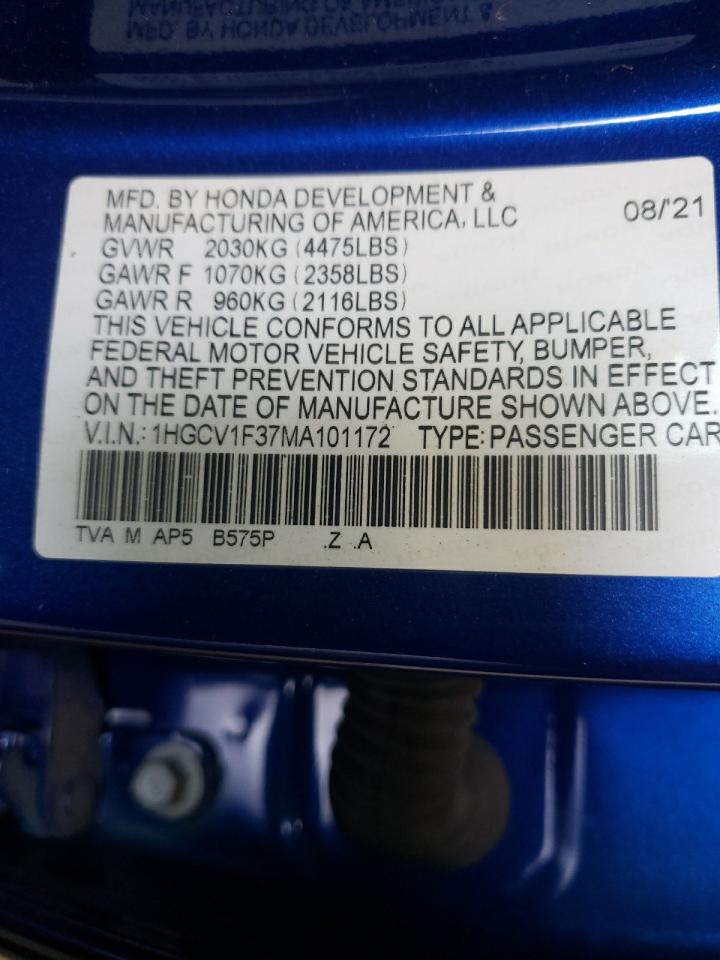 MFD. BY HONDA DEVELOPMENT &
MANUFACTURING OF AMERICA, LLC 08/'21
GVWR 2030KG (4475LBS)
GAWR F 1070KG (2358LBS)
GAWR R 960KG (2116LBS)
THIS VEHICLE CONFORMS TO ALL APPLICABLE
FEDERAL MOTOR VEHICLE SAFETY, BUMPER,
AND THEFT PREVENTION STANDARDS IN EFFECT
ON THE DATE OF MANUFACTURE SHOWN ABOVE.
V.I.N.: 1HGCV1F37MA101172 TYPE: PASSENGER CAR
TVA M AP5 B575P .Z .A